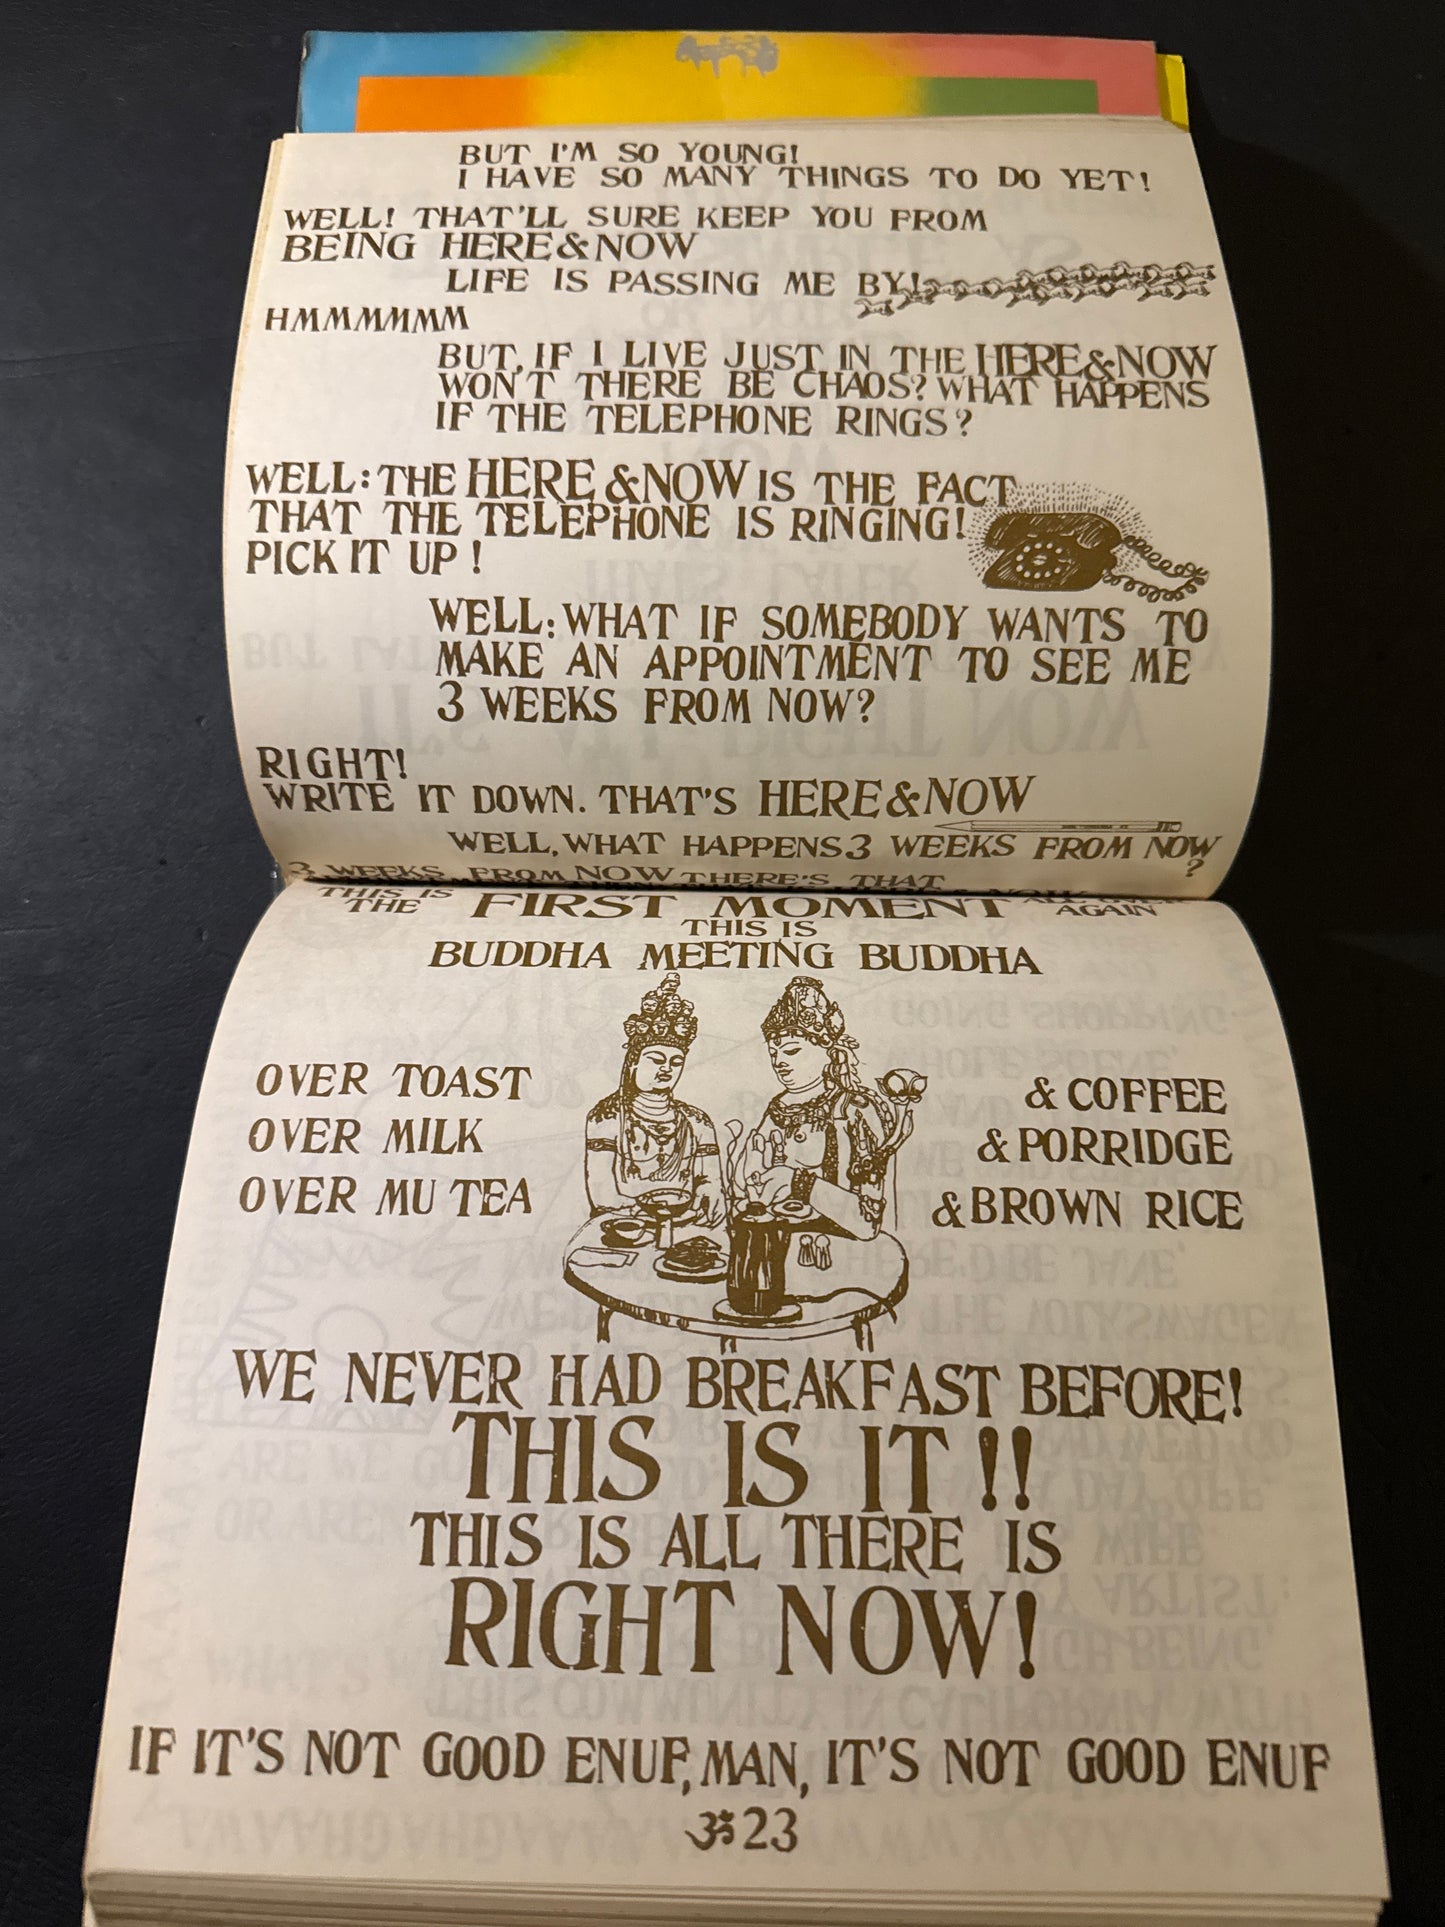 BUT I'M SO YOUNG!
I HAVE SO MANY THINGS TO DO YET!
WELL! THAT'LL SURE KEEP YOU FROM
BEING HERE&NOW
LIFE IS PASSING ME BY!
HMMMMMM
BUT, IF I LIVE JUST IN THE HERE&NOW
WON'T THERE BE CHAOS? WHAT HAPPENS
IF THE TELEPHONE RINGS?
WELL: THE HERE &NOW IS THE FACT
THAT THE TELEPHONE IS RINGING!
PICK IT UP!
WELL: WHAT IF SOMEBODY WANTS TO
MAKE AN APPOINTMENT TO SEE ME
3 WEEKS FROM NOW?
RIGHT!
WRITE IT DOWN. THAT'S HERE&NOW
WELL, WHAT HAPPENS 3 WEEKS FROM NOW
?
3 WEEKS FROM NOW THERE'S THAT
THIS IS
THE FIRST MOMENT AGAIN
THIS IS
BUDDHA MEETING BUDDHA
OVER TOAST & COFFEE
OVER MILK & PORRIDGE
OVER MU TEA & BROWN RICE
WE NEVER HAD BREAKFAST BEFORE!
THIS IS IT!!
THIS IS ALL THERE IS
RIGHT NOW!
IF IT'S NOT GOOD ENUF, MAN, IT'S NOT GOOD ENUF
ॐ 23